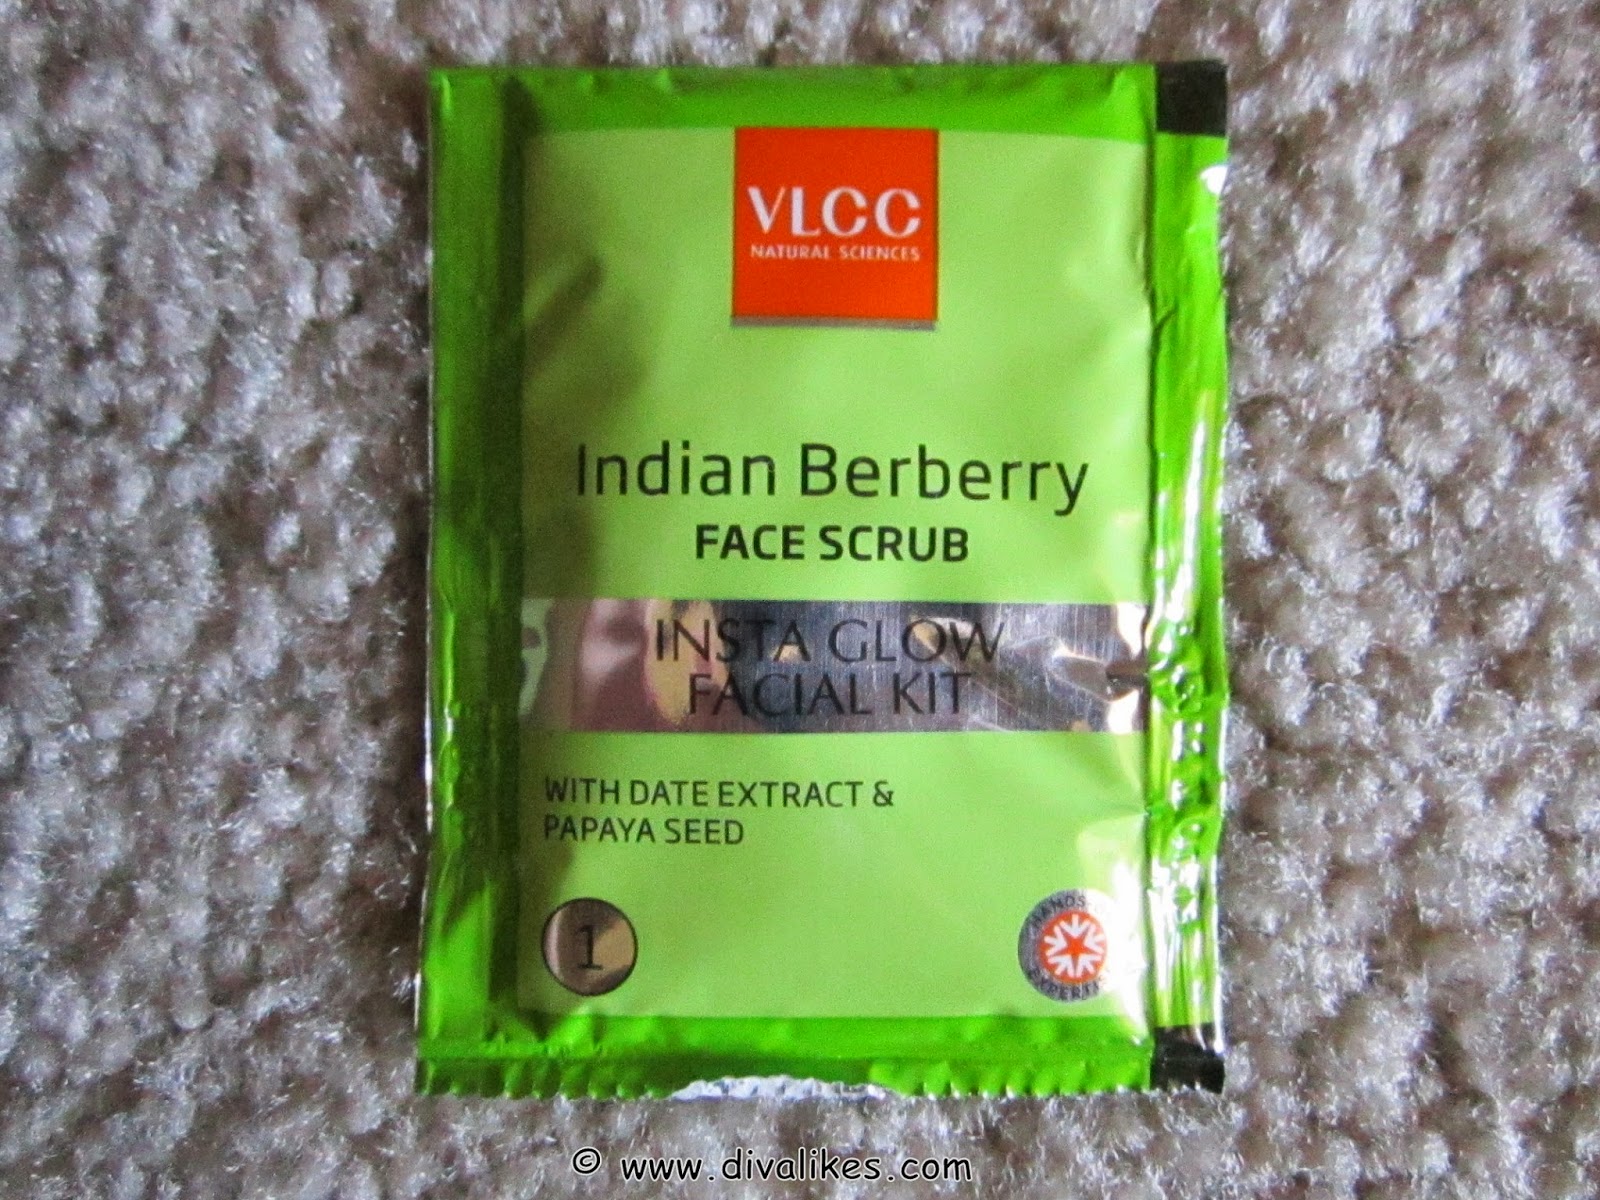 VLCC
NATURAL SCIENCES
Indian Berberry
FACE SCRUB
INSTA GLOW
FACIAL KIT
WITH DATE EXTRACT &
PAPAYA SEED
1
© www.divalikes.com